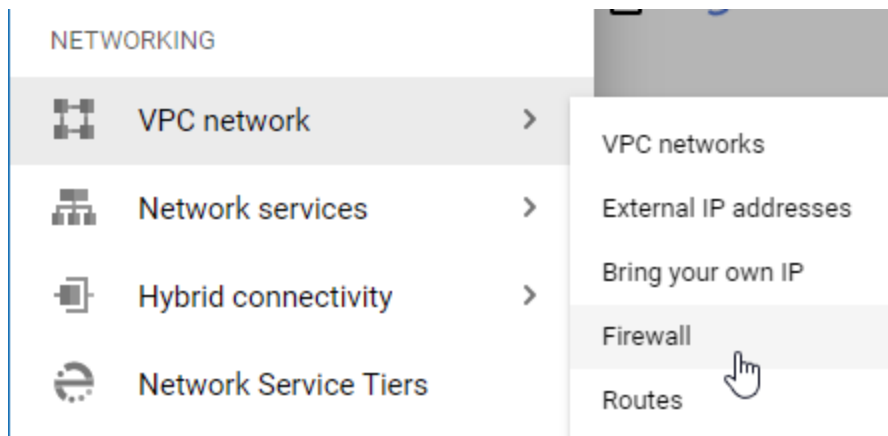 NETWORKING
VPC network
Network services
Hybrid connectivity
Network Service Tiers
VPC networks
External IP addresses
Bring your own IP
Firewall
Routes